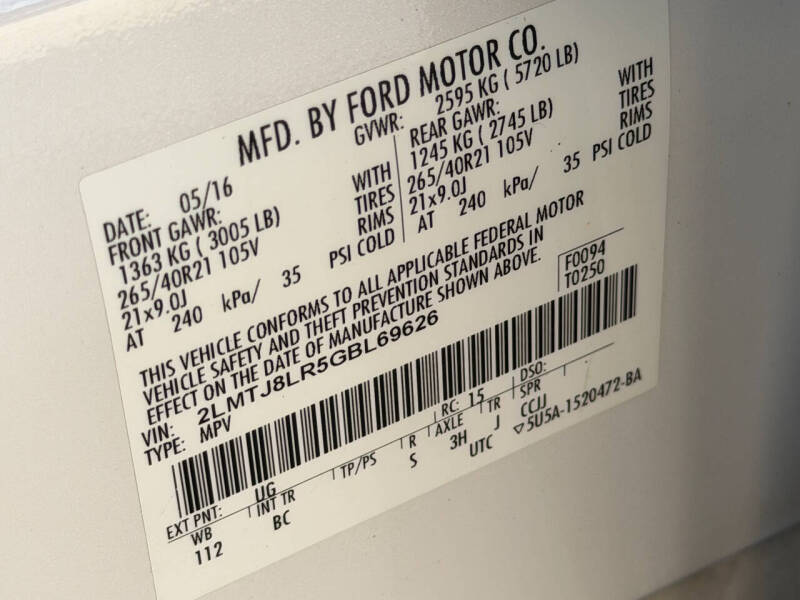 MFD. BY FORD MOTOR CO.
DATE: 05/16 GVWR: 2595 KG ( 5720 LB)
FRONT GAWR: WITH REAR GAWR: WITH
1363 KG ( 3005 LB) TIRES 1245 KG ( 2745 LB) TIRES
265/40R21 105V RIMS 265/40R21 105V RIMS
21x9.0J PSI COLD 21x9.0J PSI COLD
AT 240 kPa/ 35 AT 240 kPa/ 35
THIS VEHICLE CONFORMS TO ALL APPLICABLE FEDERAL MOTOR
VEHICLE SAFETY AND THEFT PREVENTION STANDARDS IN
EFFECT ON THE DATE OF MANUFACTURE SHOWN ABOVE.
F0094
T0250
VIN: 2LMTJ8LR5GBL69626
TYPE: MPV
EXT PNT: UG RC: 15 DSO:
WB INT TR TP/PS R AXLE TR SPR
112 BC S 3H J CCJJ
UTC ▽5U5A-1520472-BA